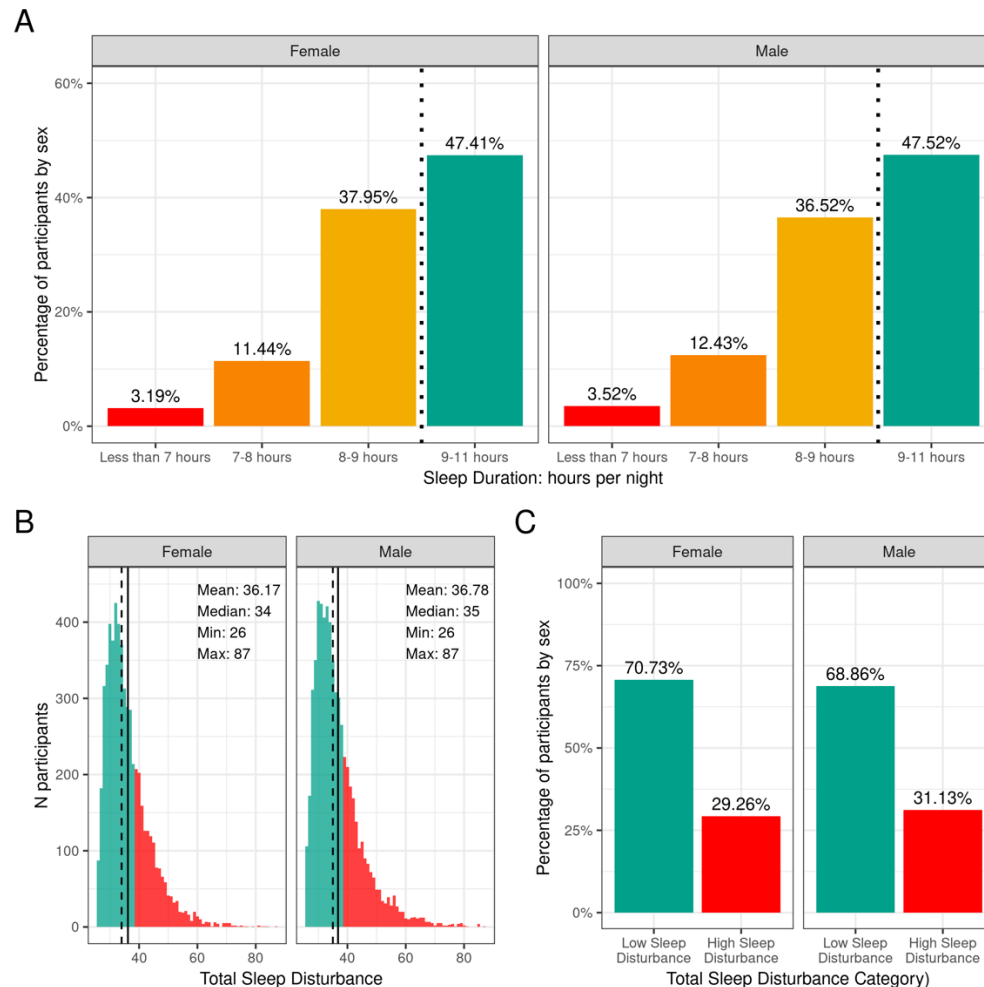 A
Female
Male
Percentage of participants by sex
60%
40%
20%
0%
3.19%
11.44%
37.95%
47.41%
3.52%
12.43%
36.52%
47.52%
Less than 7 hours
7-8 hours
8-9 hours
9-11 hours
Less than 7 hours
7-8 hours
8-9 hours
9-11 hours
Sleep Duration: hours per night
B
Female
Male
N participants
400
300
200
100
0
Mean: 36.17
Median: 34
Min: 26
Max: 87
Mean: 36.78
Median: 35
Min: 26
Max: 87
40
60
80
40
60
80
Total Sleep Disturbance
C
Female
Male
Percentage of participants by sex
100%
75%
50%
25%
0%
70.73%
29.26%
68.86%
31.13%
Low Sleep
Disturbance
High Sleep
Disturbance
Low Sleep
Disturbance
High Sleep
Disturbance
Total Sleep Disturbance Category)